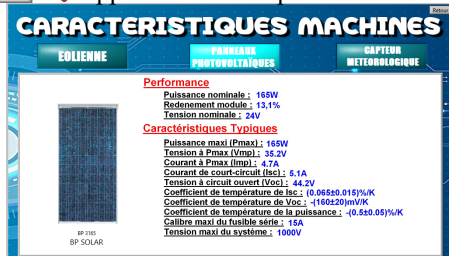 Retour
CARACTERISTIQUES MACHINES
EOLIENNE
PANNEAUX
PHOTOVOLTAÏQUES
CAPTEUR
METEOROLOGIQUE
Performance
Puissance nominale : 165W
Redenement module : 13,1%
Tension nominale : 24V
Caractéristiques Typiques
Puissance maxi (Pmax) : 165W
Tension à Pmax (Vmp) : 35.2V
Courant à Pmax (Imp) : 4.7A
Courant de court-circuit (Isc) : 5.1A
Tension à circuit ouvert (Voc) : 44.2V
Coefficient de température de Isc : (0.065±0.015)%/K
Coefficient de température de Voc : -(160±20)mV/K
Coefficient de température de la puissance : -(0.5±0.05)%/K
Calibre maxi du fusible série : 15A
Tension maxi du système : 1000V
BP 3165
BP SOLAR